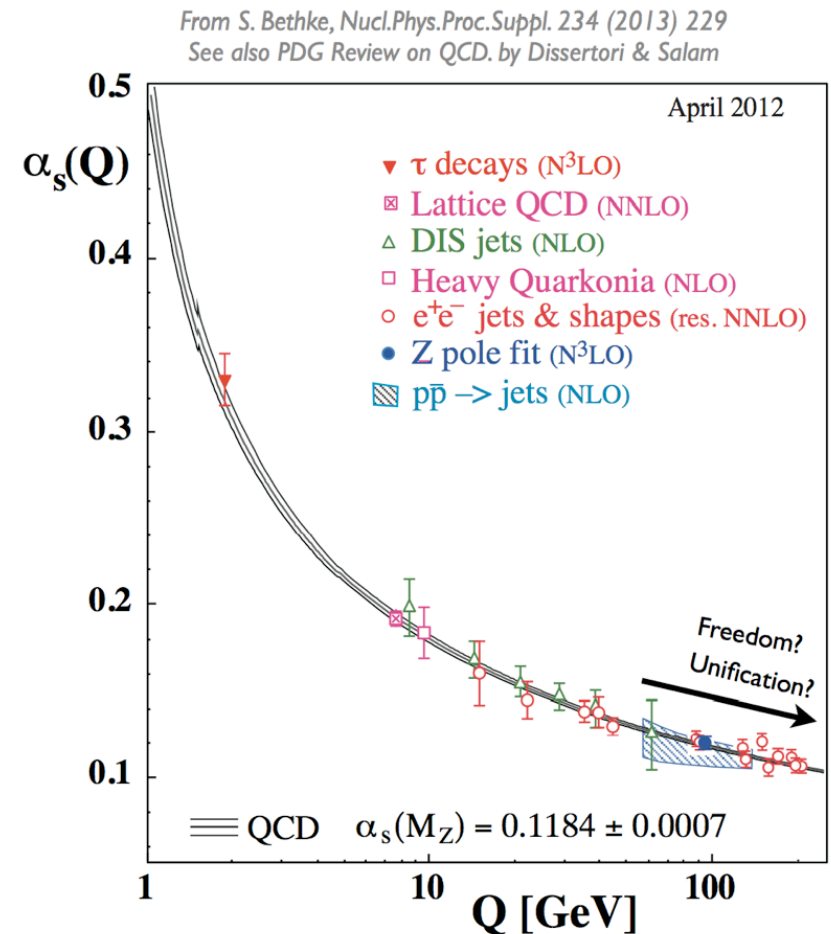 From S. Bethke, Nucl.Phys.Proc.Suppl. 234 (2013) 229
See also PDG Review on QCD. by Dissertori & Salam
April 2012
αs(Q)
0.5
0.4
0.3
0.2
0.1
τ decays (N³LO)
Lattice QCD (NNLO)
DIS jets (NLO)
Heavy Quarkonia (NLO)
e⁺e⁻ jets & shapes (res. NNLO)
Z pole fit (N³LO)
pp̄ –> jets (NLO)
Freedom?
Unification?
QCD αs(MZ) = 0.1184 ± 0.0007
1 10 100
Q [GeV]